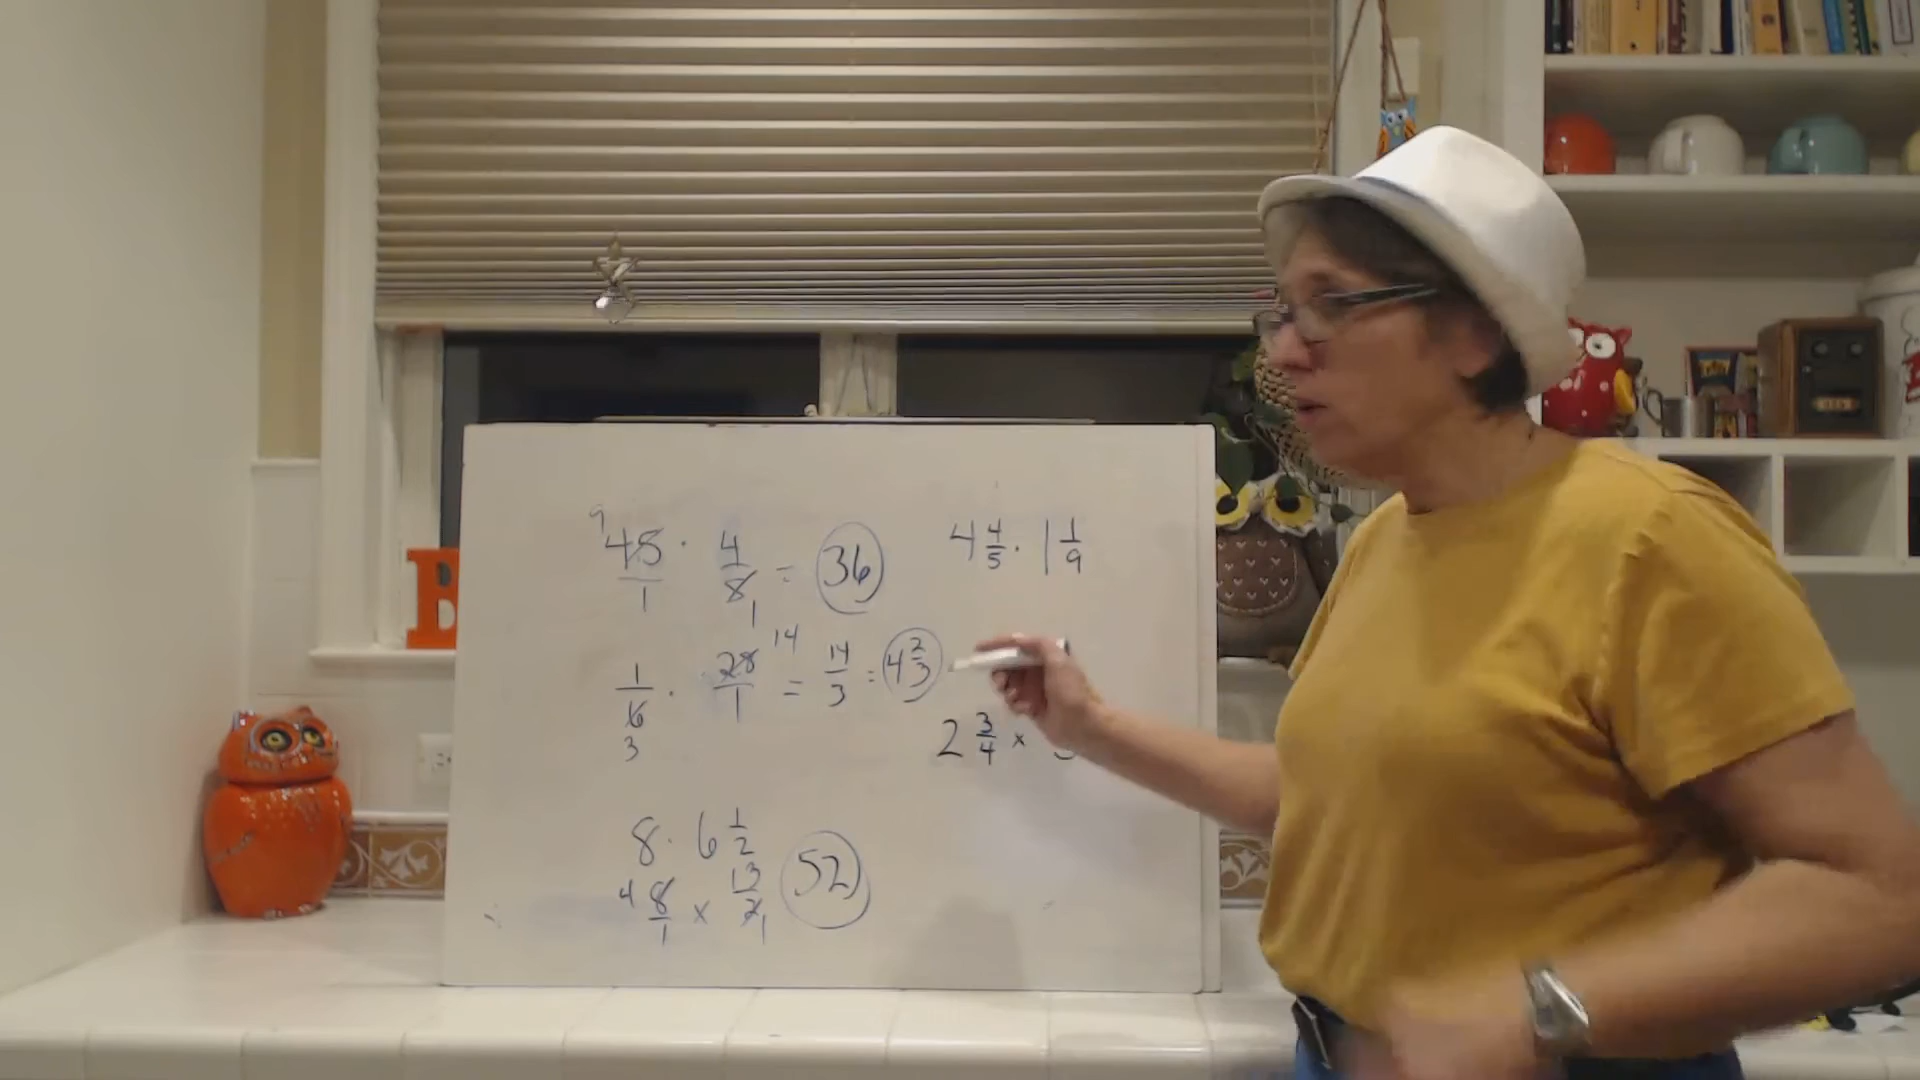 9
45/1 · 4/5 1 = 36
1/6 3 · 28/1 14 = 14/3 = 4 2/3
8 · 6 1/2
4 8/1 x 13/2 1 52
4 4/5 · 1 1/9
2 3/4 x
B